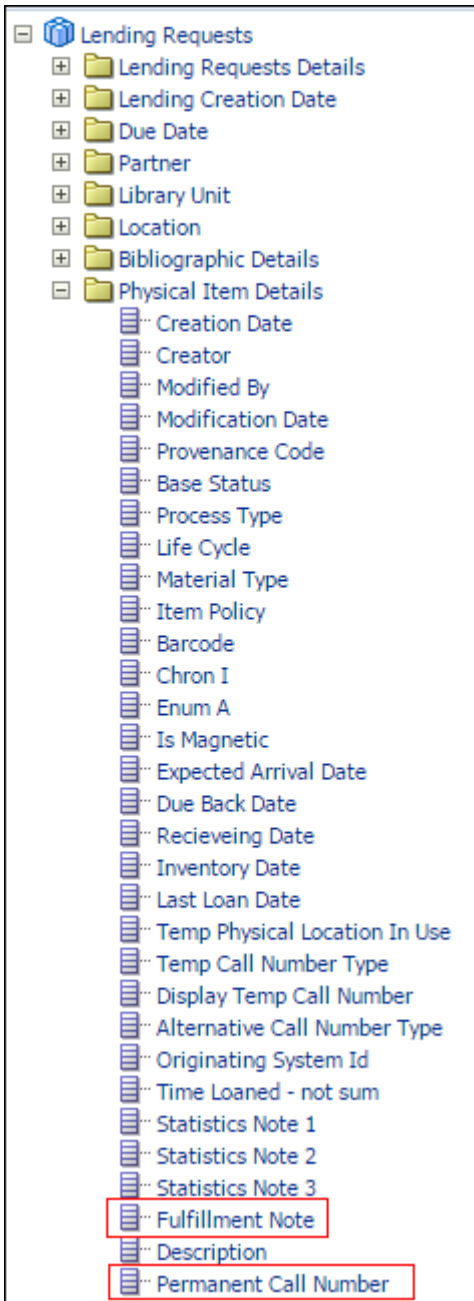 Lending Requests
Lending Requests Details
Lending Creation Date
Due Date
Partner
Library Unit
Location
Bibliographic Details
Physical Item Details
Creation Date
Creator
Modified By
Modification Date
Provenance Code
Base Status
Process Type
Life Cycle
Material Type
Item Policy
Barcode
Chron I
Enum A
Is Magnetic
Expected Arrival Date
Due Back Date
Recieveing Date
Inventory Date
Last Loan Date
Temp Physical Location In Use
Temp Call Number Type
Display Temp Call Number
Alternative Call Number Type
Originating System Id
Time Loaned - not sum
Statistics Note 1
Statistics Note 2
Statistics Note 3
Fulfillment Note
Description
Permanent Call Number